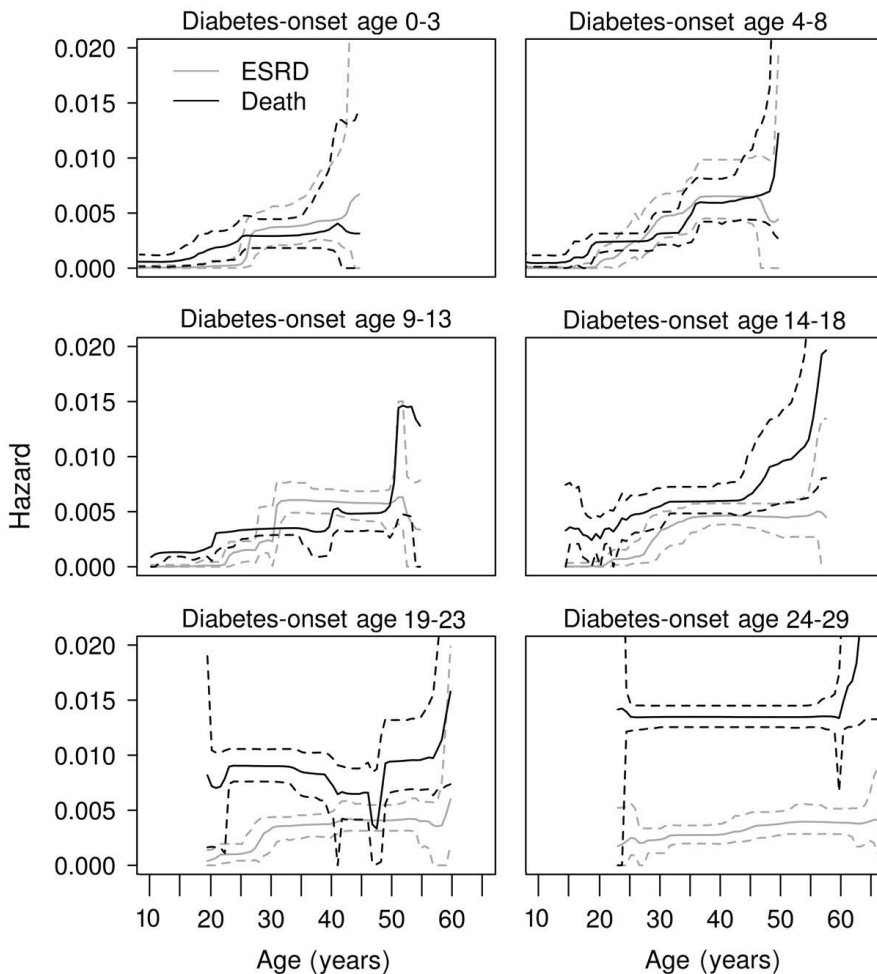 Diabetes-onset age 0-3
Diabetes-onset age 4-8
0.020
0.015
0.010
0.005
0.000
ESRD
Death
Diabetes-onset age 9-13
Diabetes-onset age 14-18
0.020
0.015
0.010
0.005
0.000
Hazard
Diabetes-onset age 19-23
Diabetes-onset age 24-29
0.020
0.015
0.010
0.005
0.000
10 20 30 40 50 60
10 20 30 40 50 60
Age (years)
Age (years)